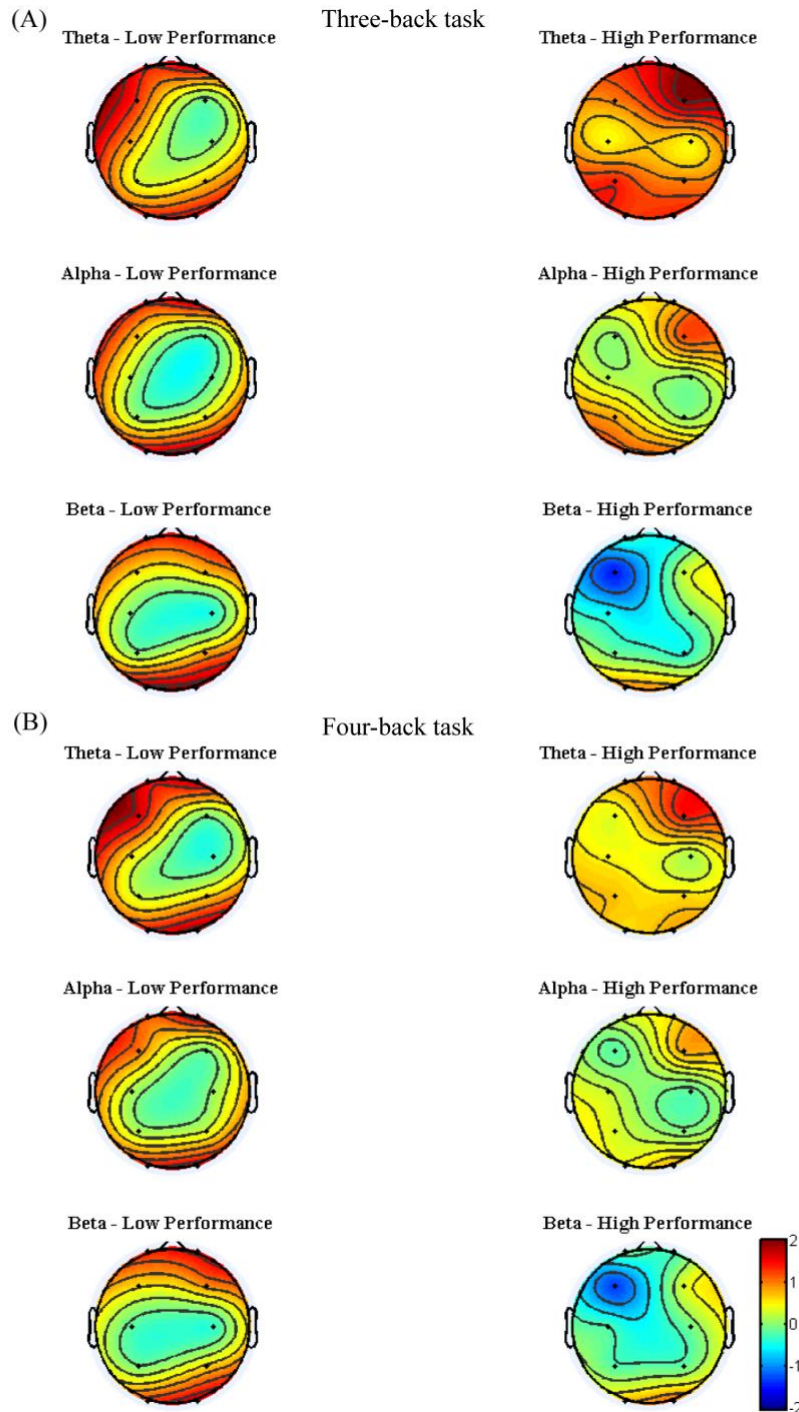 (A)
Three-back task
Theta - Low Performance
Theta - High Performance
Alpha - Low Performance
Alpha - High Performance
Beta - Low Performance
Beta - High Performance
(B)
Four-back task
Theta - Low Performance
Theta - High Performance
Alpha - Low Performance
Alpha - High Performance
Beta - Low Performance
Beta - High Performance
2
1
0
-1
-2